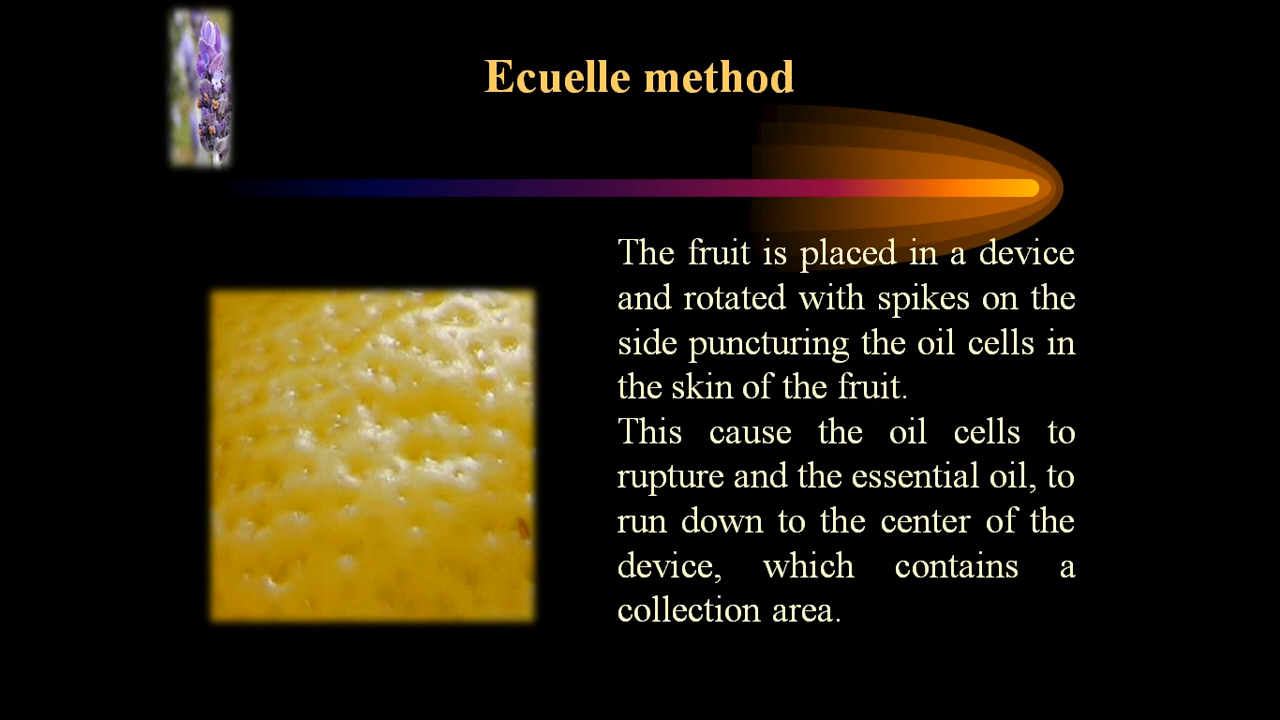 Ecuelle method
The fruit is placed in a device
and rotated with spikes on the
side puncturing the oil cells in
the skin of the fruit.
This cause the oil cells to
rupture and the essential oil, to
run down to the center of the
device, which contains a
collection area.